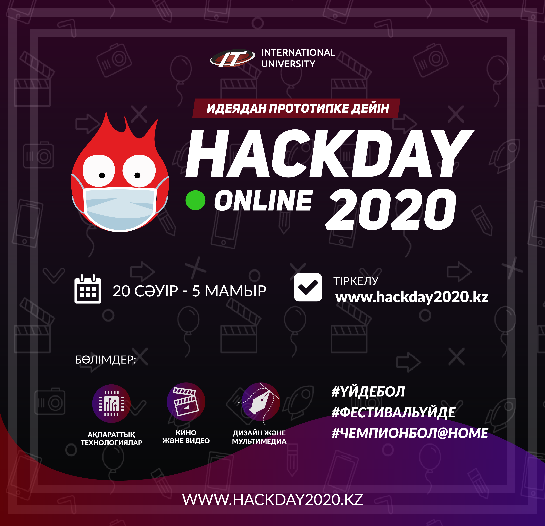 IT INTERNATIONAL
UNIVERSITY
ИДЕЯДАН ПРОТОТИПКЕ ДЕЙІН
HACKDAY
ONLINE 2020
20 СӘУІР - 5 МАМЫР
ТІРКЕЛУ
www.hackday2020.kz
БӨЛІМДЕР:
АҚПАРАТТЫҚ
ТЕХНОЛОГИЯЛАР
КИНО
ЖӘНЕ ВИДЕО
ДИЗАЙН ЖӘНЕ
МУЛЬТИМЕДИА
#ҮЙДЕБОЛ
#ФЕСТИВАЛЬҮЙДЕ
#ЧЕМПИОНБОЛ@HOME
WWW.HACKDAY2020.KZ